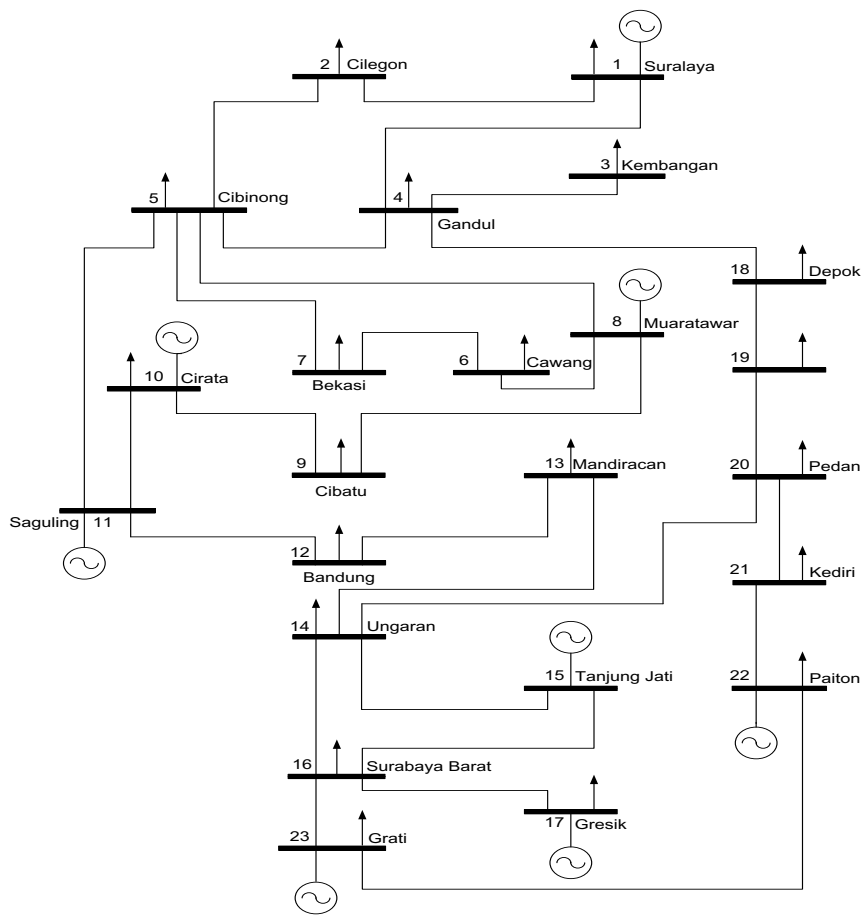 2 Cilegon
1 Suralaya
3 Kembangan
5 Cibinong
4
Gandul
18
Depok
8 Muaratawar
7
Bekasi
6 Cawang
19
10 Cirata
9
Cibatu
13 Mandiracan
20 Pedan
Saguling 11
12
Bandung
21 Kediri
14 Ungaran
15 Tanjung Jati
22 Paiton
16 Surabaya Barat
17 Gresik
23 Grati